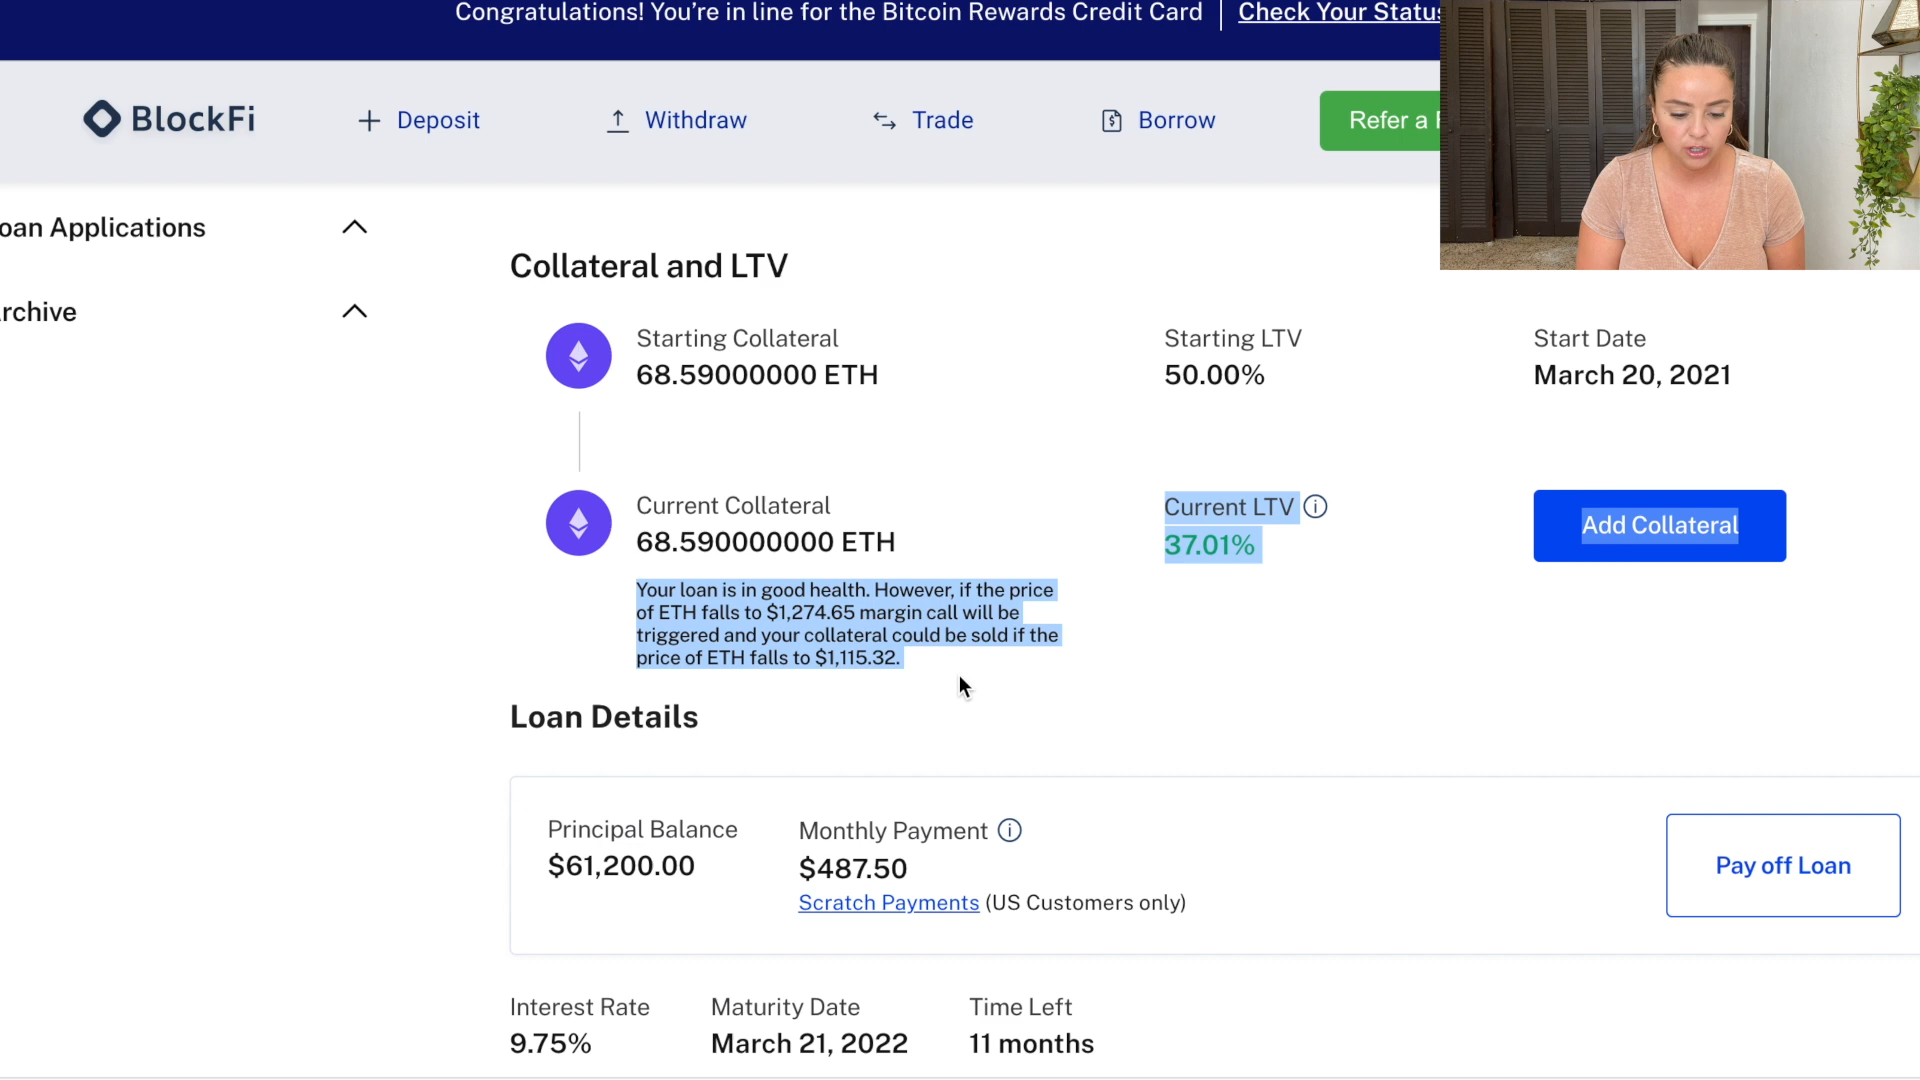 Congratulations! You’re in line for the Bitcoin Rewards Credit Card
Check Your Status
BlockFi
Deposit
Withdraw
Trade
Borrow
Refer a
oan Applications
rchive
Collateral and LTV
Starting Collateral
68.59000000 ETH
Starting LTV
50.00%
Start Date
March 20, 2021
Current Collateral
68.590000000 ETH
Current LTV
37.01%
Add Collateral
Your loan is in good health. However, if the price
of ETH falls to $1,274.65 margin call will be
triggered and your collateral could be sold if the
price of ETH falls to $1,115.32.
Loan Details
Principal Balance
$61,200.00
Monthly Payment
$487.50
Scratch Payments (US Customers only)
Pay off Loan
Interest Rate
9.75%
Maturity Date
March 21, 2022
Time Left
11 months